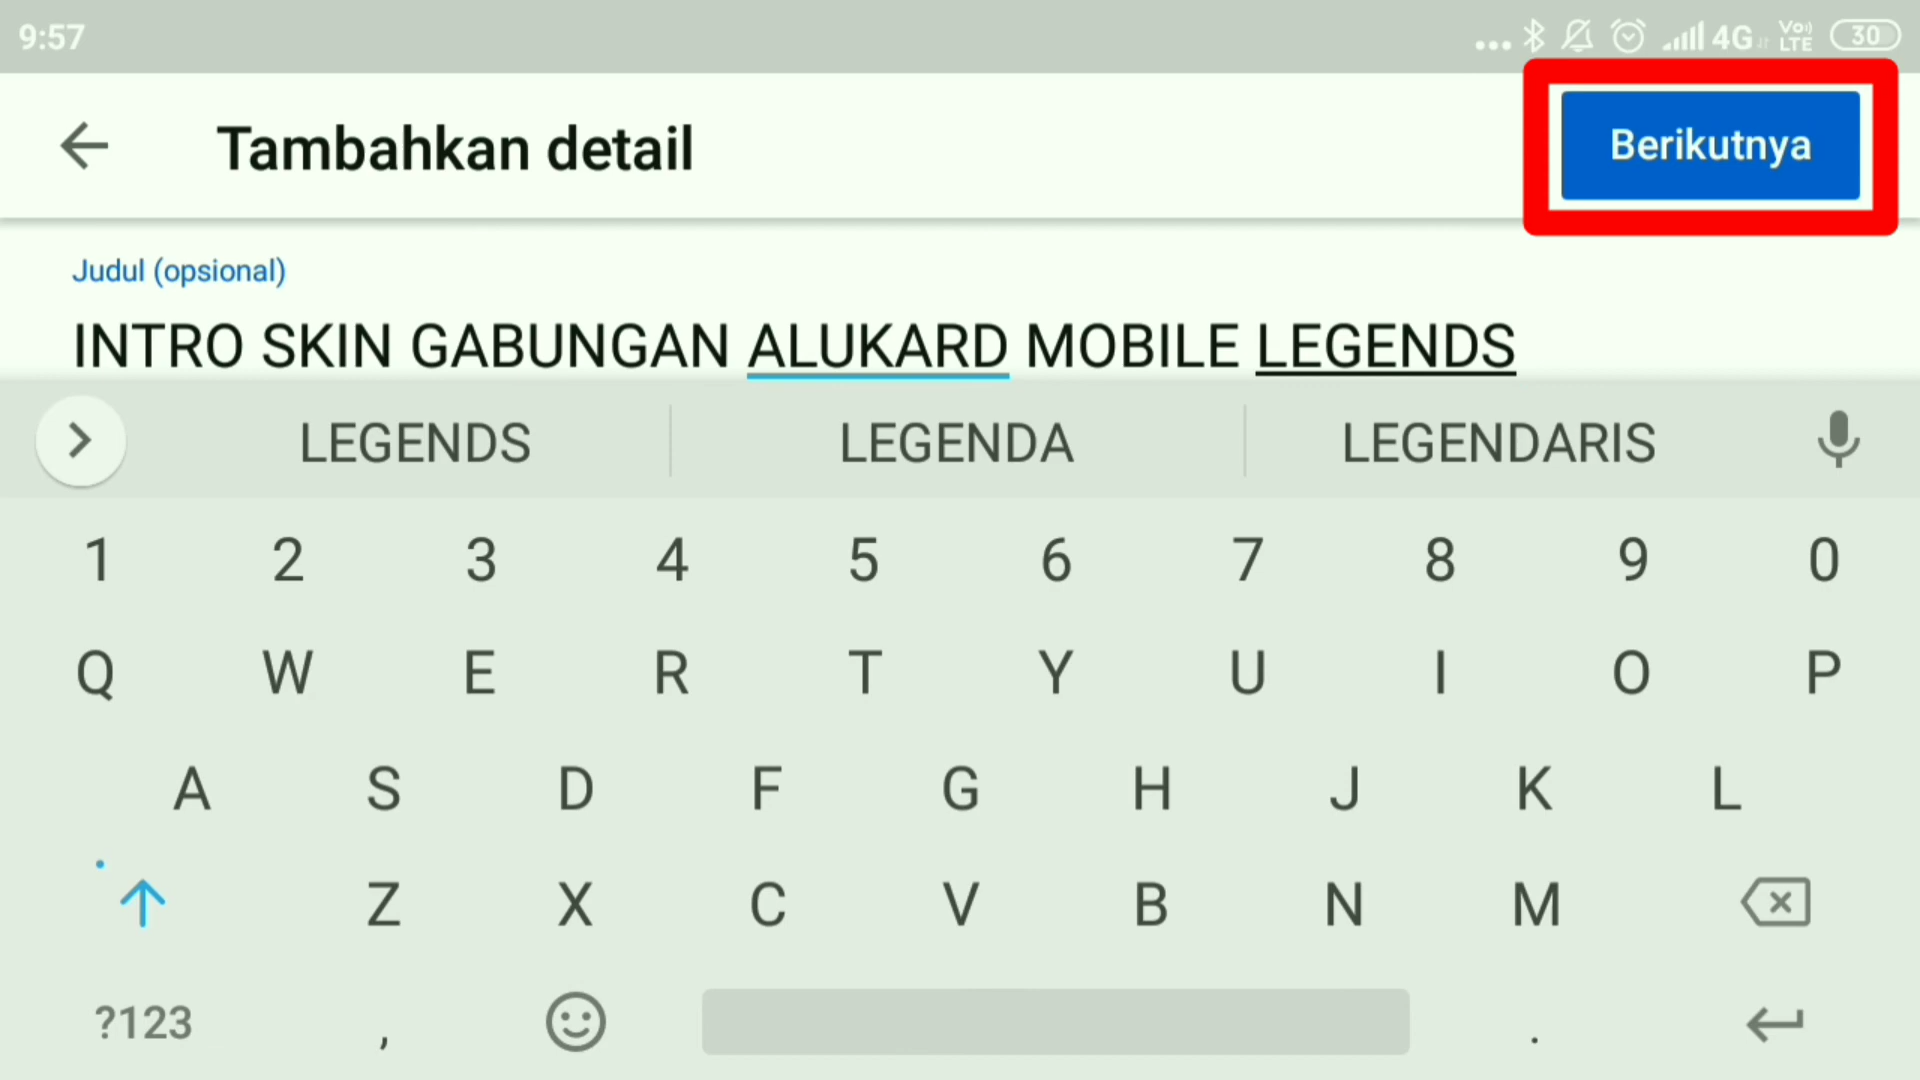 9:57
4G VoLTE 30
Tambahkan detail
Berikutnya
Judul (opsional)
INTRO SKIN GABUNGAN ALUKARD MOBILE LEGENDS
LEGENDS LEGENDA LEGENDARIS
1 2 3 4 5 6 7 8 9 0
Q W E R T Y U I O P
A S D F G H J K L
Z X C V B N M
?123 , .